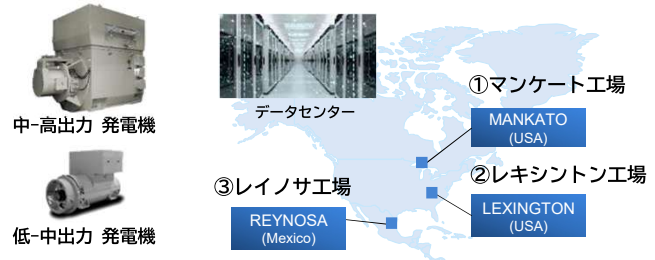 中-高出力 発電機
低-中出力 発電機
データセンター
①マンケート工場
MANKATO
(USA)
②レキシントン工場
LEXINGTON
(USA)
③レイノサ工場
REYNOSA
(Mexico)